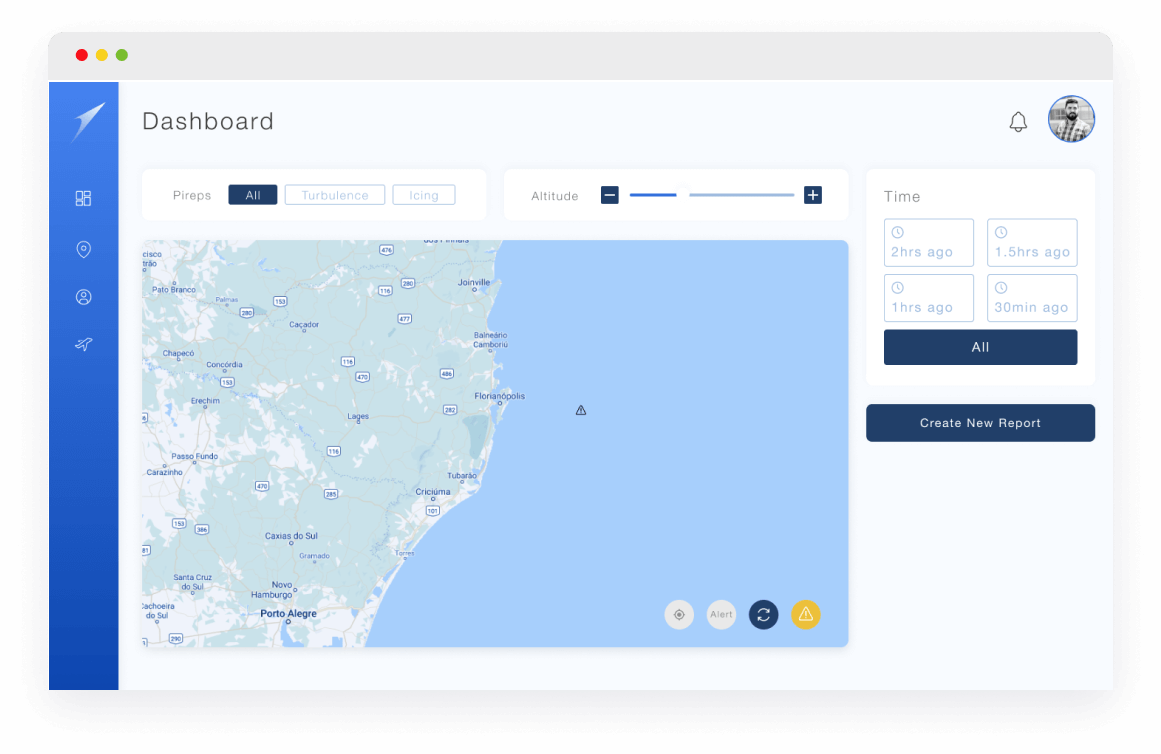 Dashboard
Pireps
All
Turbulence
Icing
Altitude
Time
2hrs ago
1.5hrs ago
1hrs ago
30min ago
All
Create New Report
dos Pinhais
476
cisco
trão
Pato Branco
Palmas
153
280
116
280
Joinville
477
Caçador
Balneário
Camboriú
Chapecó
Concórdia
153
116
470
486
Erechim
Lages
282
Florianópolis
116
Passo Fundo
Carazinho
470
285
Tubarão
Criciúma
101
153
386
Caxias do Sul
81
Gramado
Torres
Santa Cruz
do Sul
Novo
Hamburgo
Cachoeira
do Sul
Porto Alegre
290
Alert